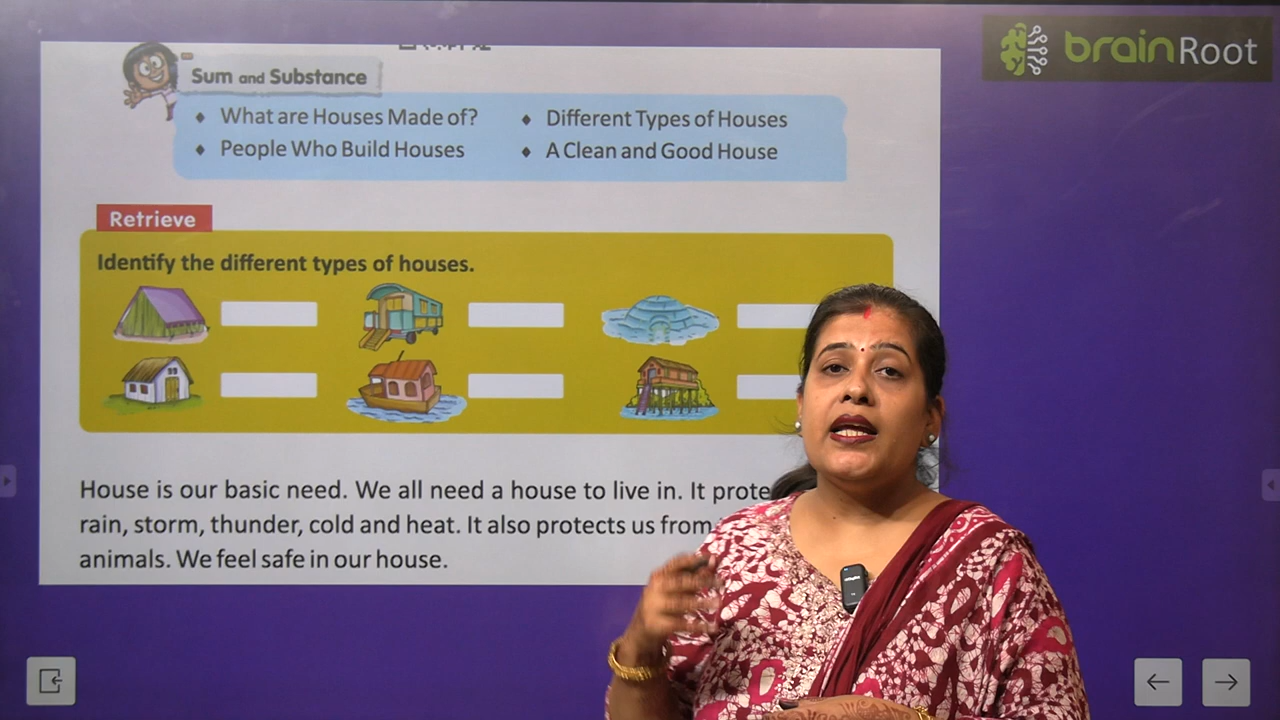 brainRoot
Sum and Substance
What are Houses Made of?
Different Types of Houses
People Who Build Houses
A Clean and Good House
Retrieve
Identify the different types of houses.
House is our basic need. We all need a house to live in. It
rain, storm, thunder, cold and heat. It also protects us from
animals. We feel safe in our house.